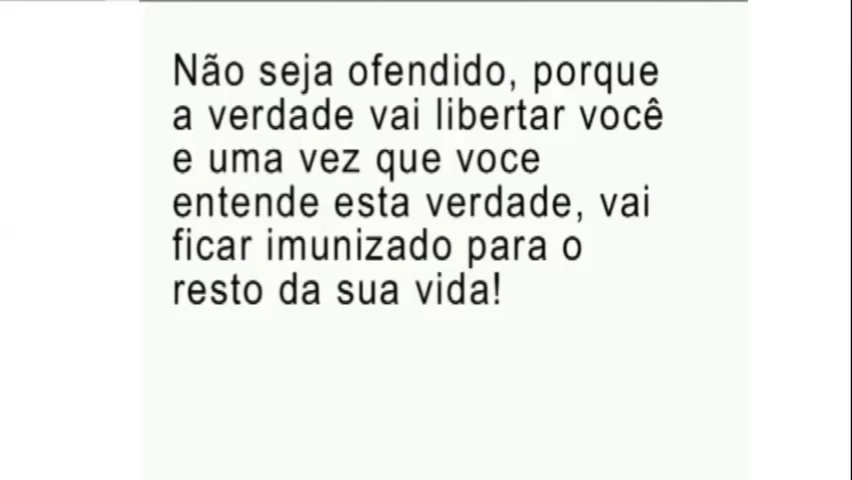 Não seja ofendido, porque
a verdade vai libertar você
e uma vez que voce
entende esta verdade, vai
ficar imunizado para o
resto da sua vida!